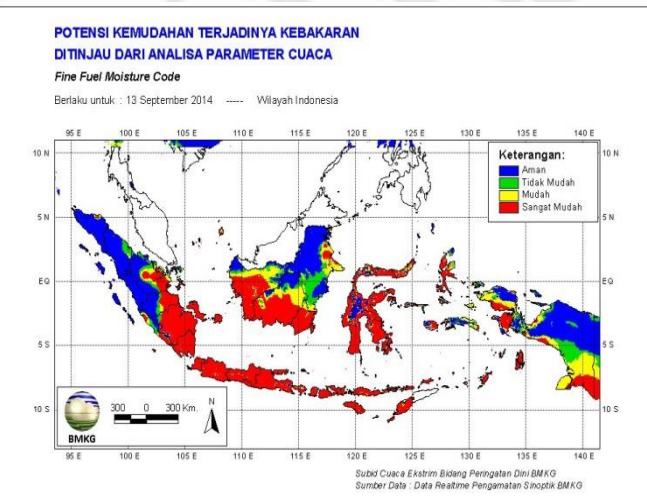 POTENSI KEMUDAHAN TERJADINYA KEBAKARAN
DITINJAU DARI ANALISA PARAMETER CUACA
Fine Fuel Moisture Code
Berlaku untuk : 13 September 2014 ----- Wilayah Indonesia
95 E 100 E 105 E 110 E 115 E 120 E 125 E 130 E 135 E 140 E
10 N 10 N
Keterangan:
Aman
Tidak Mudah
Mudah
Sangat Mudah
5 N 5 N
EQ EQ
5 S 5 S
300 0 300 Km. N
BMKG
10 S 10 S
95 E 100 E 105 E 110 E 115 E 120 E 125 E 130 E 135 E 140 E
Subid Cuaca Ekstrim Bidang Peringatan Dini BMKG
Sumber Data : Data Realtime Pengamatan Sinoptik BMKG